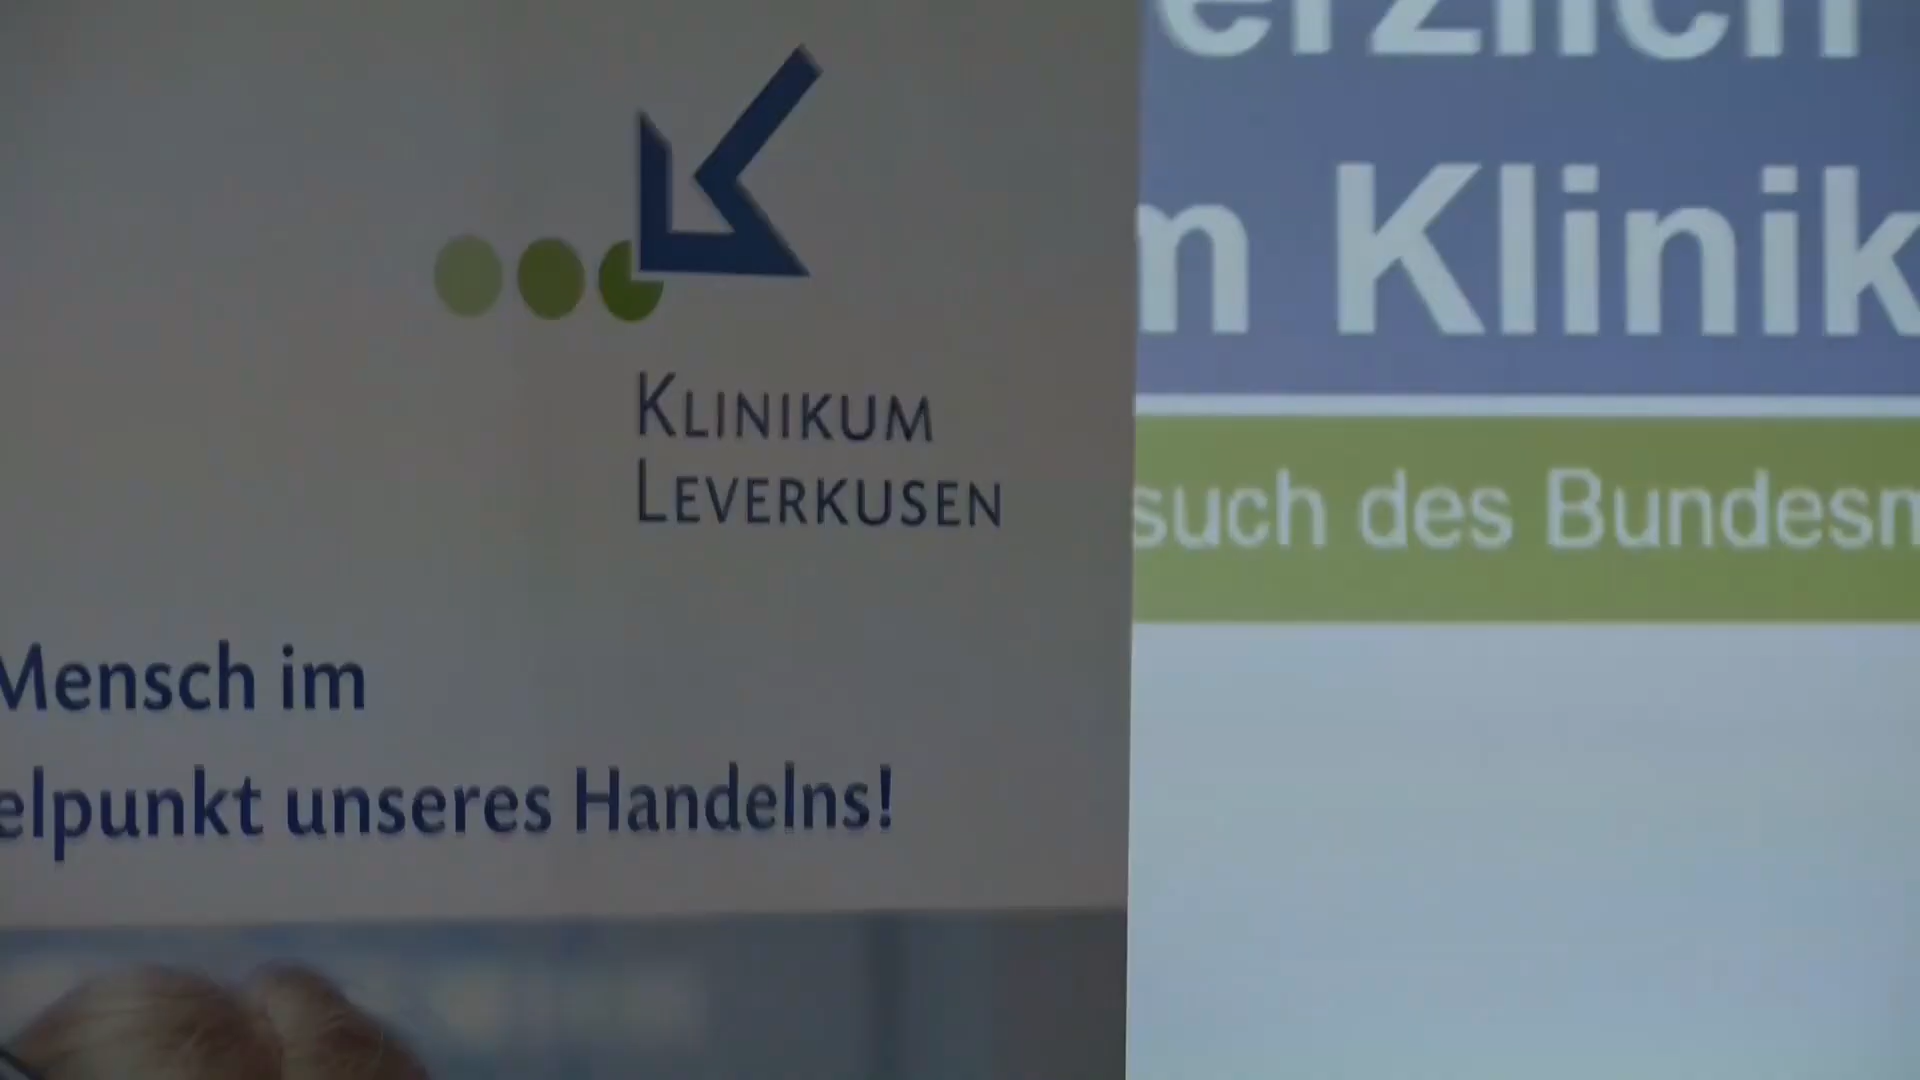 KLINIKUM
LEVERKUSEN
Mensch im
elpunkt unseres Handelns!
erzlich
m Klinik
such des Bundesm